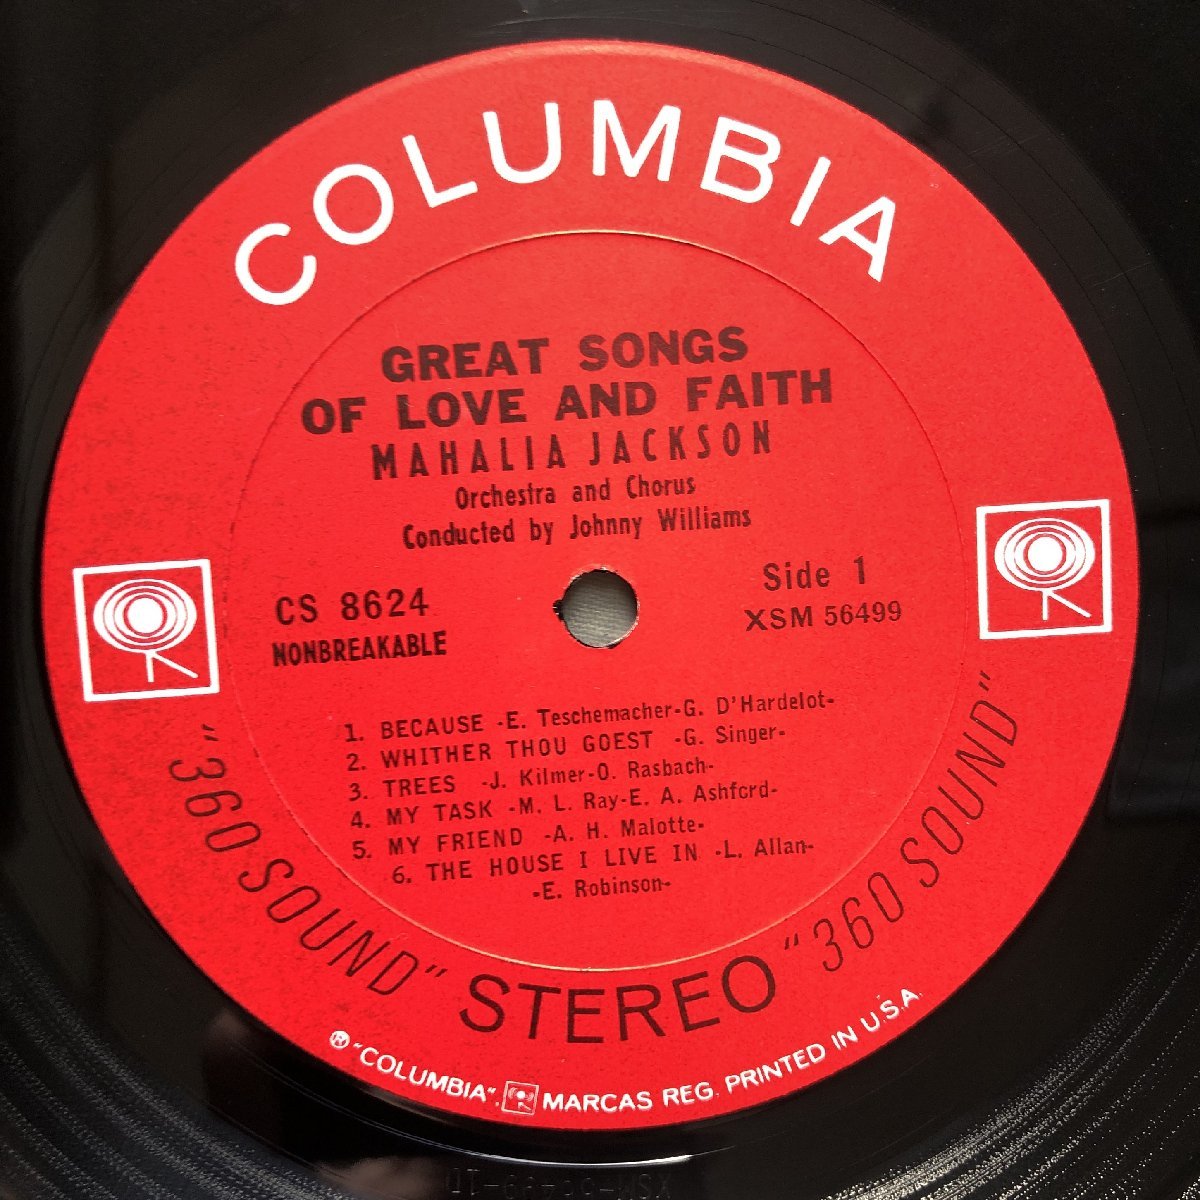 COLUMBIA
GREAT SONGS
OF LOVE AND FAITH
MAHALIA JACKSON
Orchestra and Chorus
Conducted by Johnny Williams
CS 8624
NONBREAKABLE
Side 1
XSM 56499
1. BECAUSE -E. Teschemacher-G. D'Hardelot-
2. WHITHER THOU GOEST -G. Singer-
3. TREES -J. Kilmer-O. Rasbach-
4. MY TASK -M. L. Ray-E. A. Ashford-
5. MY FRIEND -A. H. Malotte-
6. THE HOUSE I LIVE IN -L. Allan-
-E. Robinson-
"360 SOUND" STEREO "360 SOUND"
® "COLUMBIA", MARCAS REG. PRINTED IN U.S.A.